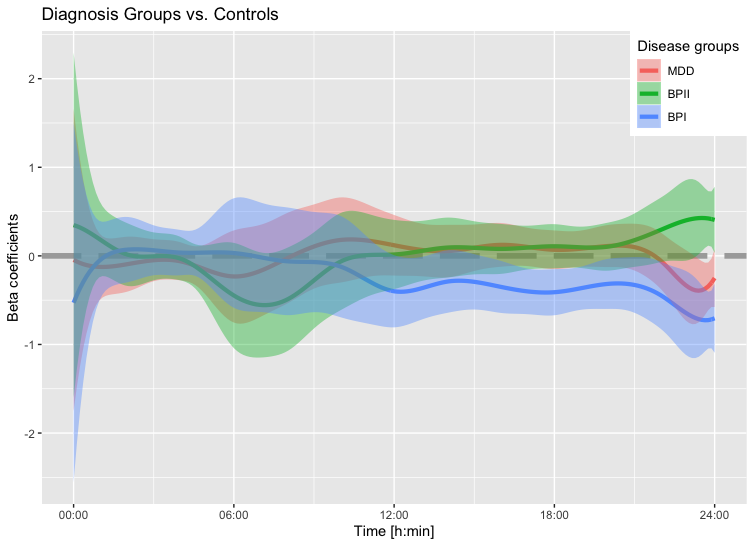 Diagnosis Groups vs. Controls
Disease groups
MDD
BPII
BPI
Beta coefficients
2
1
0
-1
-2
00:00 06:00 12:00 18:00 24:00
Time [h:min]